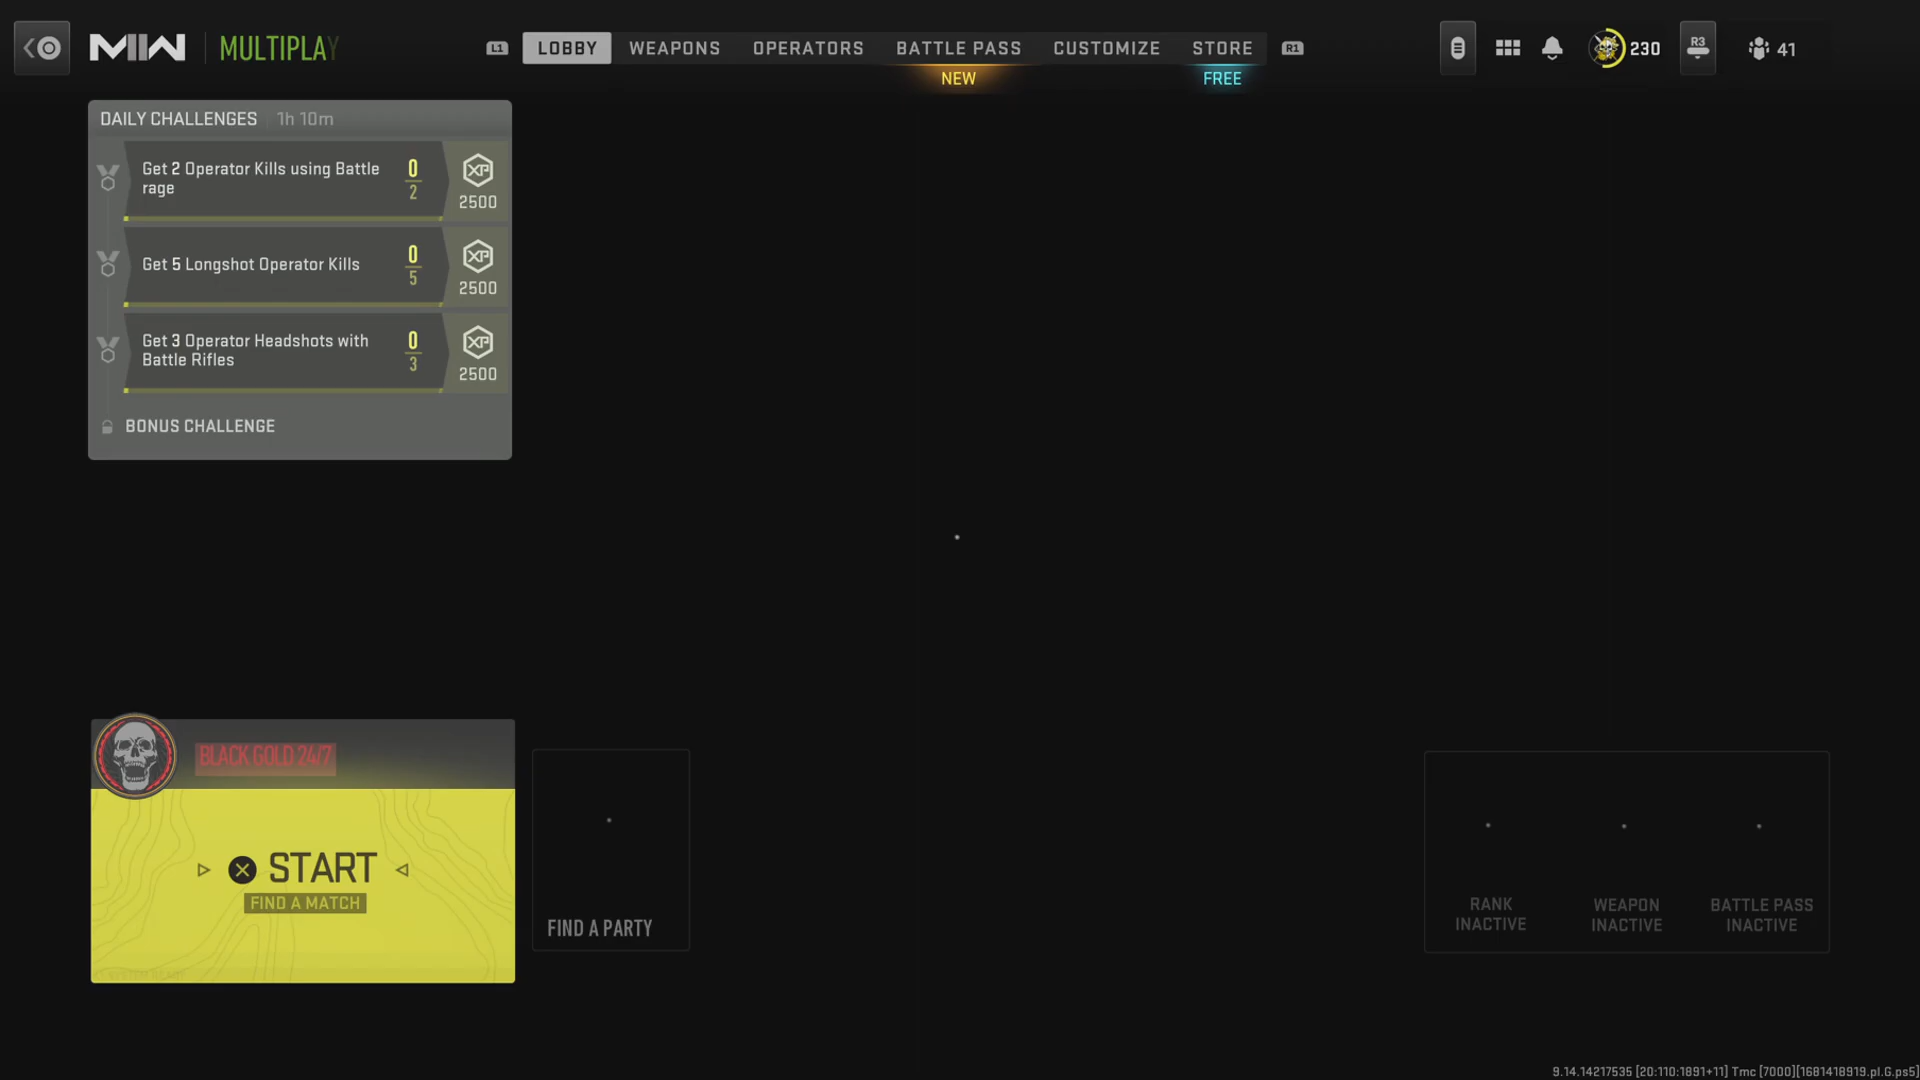 MW MULTIPLAY
L1 LOBBY WEAPONS OPERATORS BATTLE PASS CUSTOMIZE STORE R1
NEW FREE
230 R3 41
DAILY CHALLENGES 1h 10m
Get 2 Operator Kills using Battle
rage
0
2
XP
2500
Get 5 Longshot Operator Kills
0
5
XP
2500
Get 3 Operator Headshots with
Battle Rifles
0
3
XP
2500
BONUS CHALLENGE
BLACK GOLD 24/7
START
FIND A MATCH
FIND A PARTY
RANK
INACTIVE
WEAPON
INACTIVE
BATTLE PASS
INACTIVE
9.14.14217535 [20:110:1891+11] Tmc [7000][1681418919.pl.G.ps5]